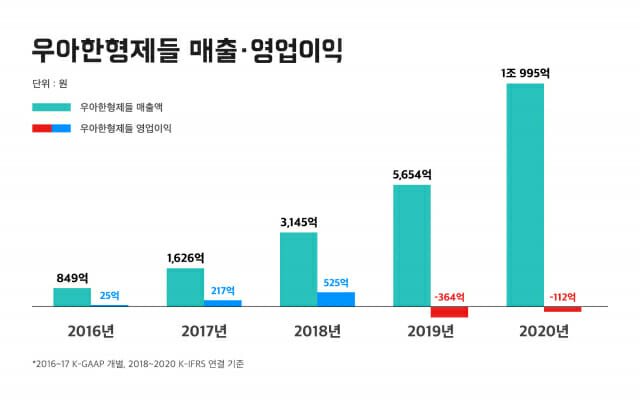 우아한형제들 매출·영업이익
단위 : 원
우아한형제들 매출액
우아한형제들 영업이익
849억
25억
1,626억
217억
3,145억
525억
5,654억
-364억
1조 995억
-112억
2016년
2017년
2018년
2019년
2020년
*2016~17 K-GAAP 개별, 2018~2020 K-IFRS 연결 기준